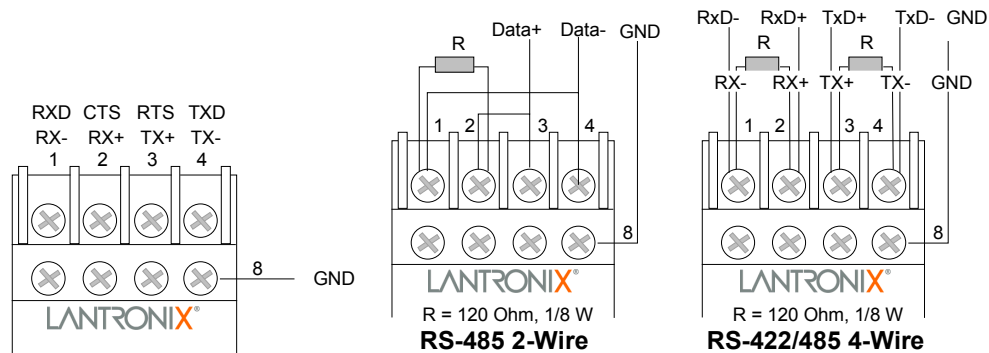 RXD CTS RTS TXD
RX- RX+ TX+ TX-
1 2 3 4
8 GND
LANTRONIX®
Data+ Data- GND
R
1 2 3 4
8
LANTRONIX®
R = 120 Ohm, 1/8 W
RS-485 2-Wire
RxD- RxD+ TxD+ TxD- GND
R R
RX- RX+ TX+ TX- GND
1 2 3 4
8
LANTRONIX®
R = 120 Ohm, 1/8 W
RS-422/485 4-Wire